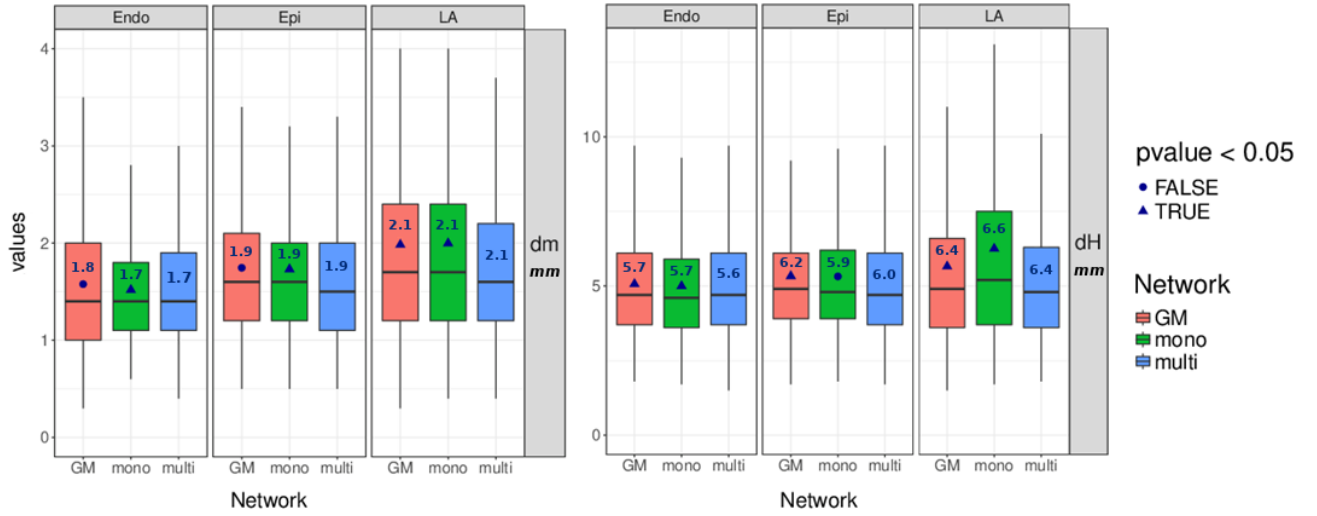 Endo Epi LA
values
4
3
2
1
0
1.8 1.7 1.7
1.9 1.9 1.9
2.1 2.1 2.1
dm
mm
GM mono multi GM mono multi GM mono multi
Network
Endo Epi LA
10
5
0
5.7 5.7 5.6
6.2 5.9 6.0
6.4 6.6 6.4
dH
mm
GM mono multi GM mono multi GM mono multi
Network
pvalue < 0.05
FALSE
TRUE
Network
GM
mono
multi